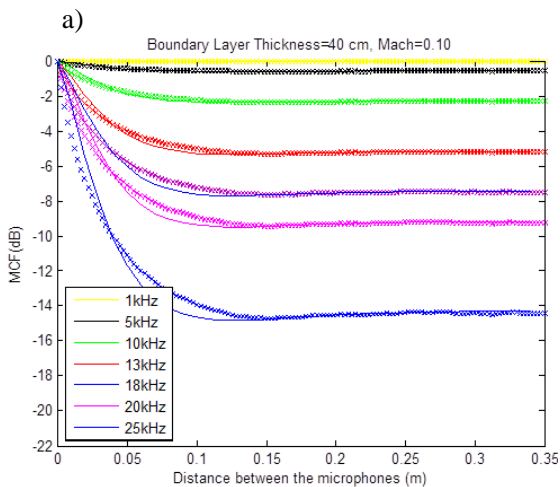 a)
Boundary Layer Thickness=40 cm, Mach=0.10
0
-2
-4
-6
-8
-10
-12
-14
-16
-18
-20
-22
MCF(dB)
1kHz
5kHz
10kHz
13kHz
18kHz
20kHz
25kHz
0
0.05
0.1
0.15
0.2
0.25
0.3
0.35
Distance between the microphones (m)